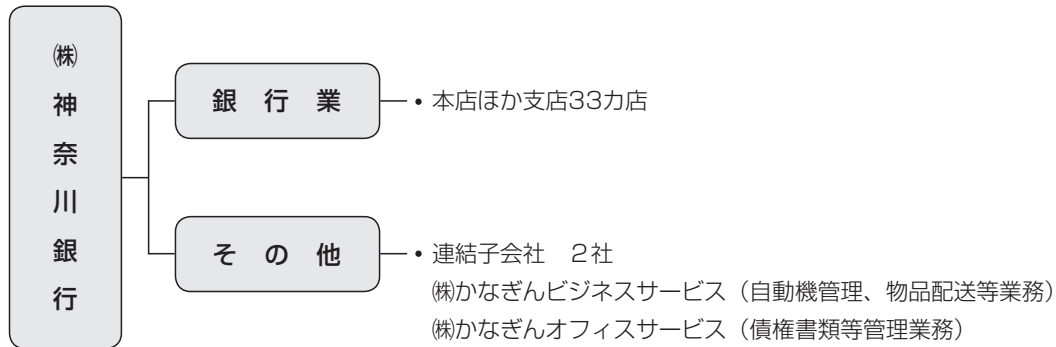 ㈱神奈川銀行
銀行業
• 本店ほか支店33カ店
その他
• 連結子会社　2社
㈱かなぎんビジネスサービス（自動機管理、物品配送等業務）
㈱かなぎんオフィスサービス（債権書類等管理業務）